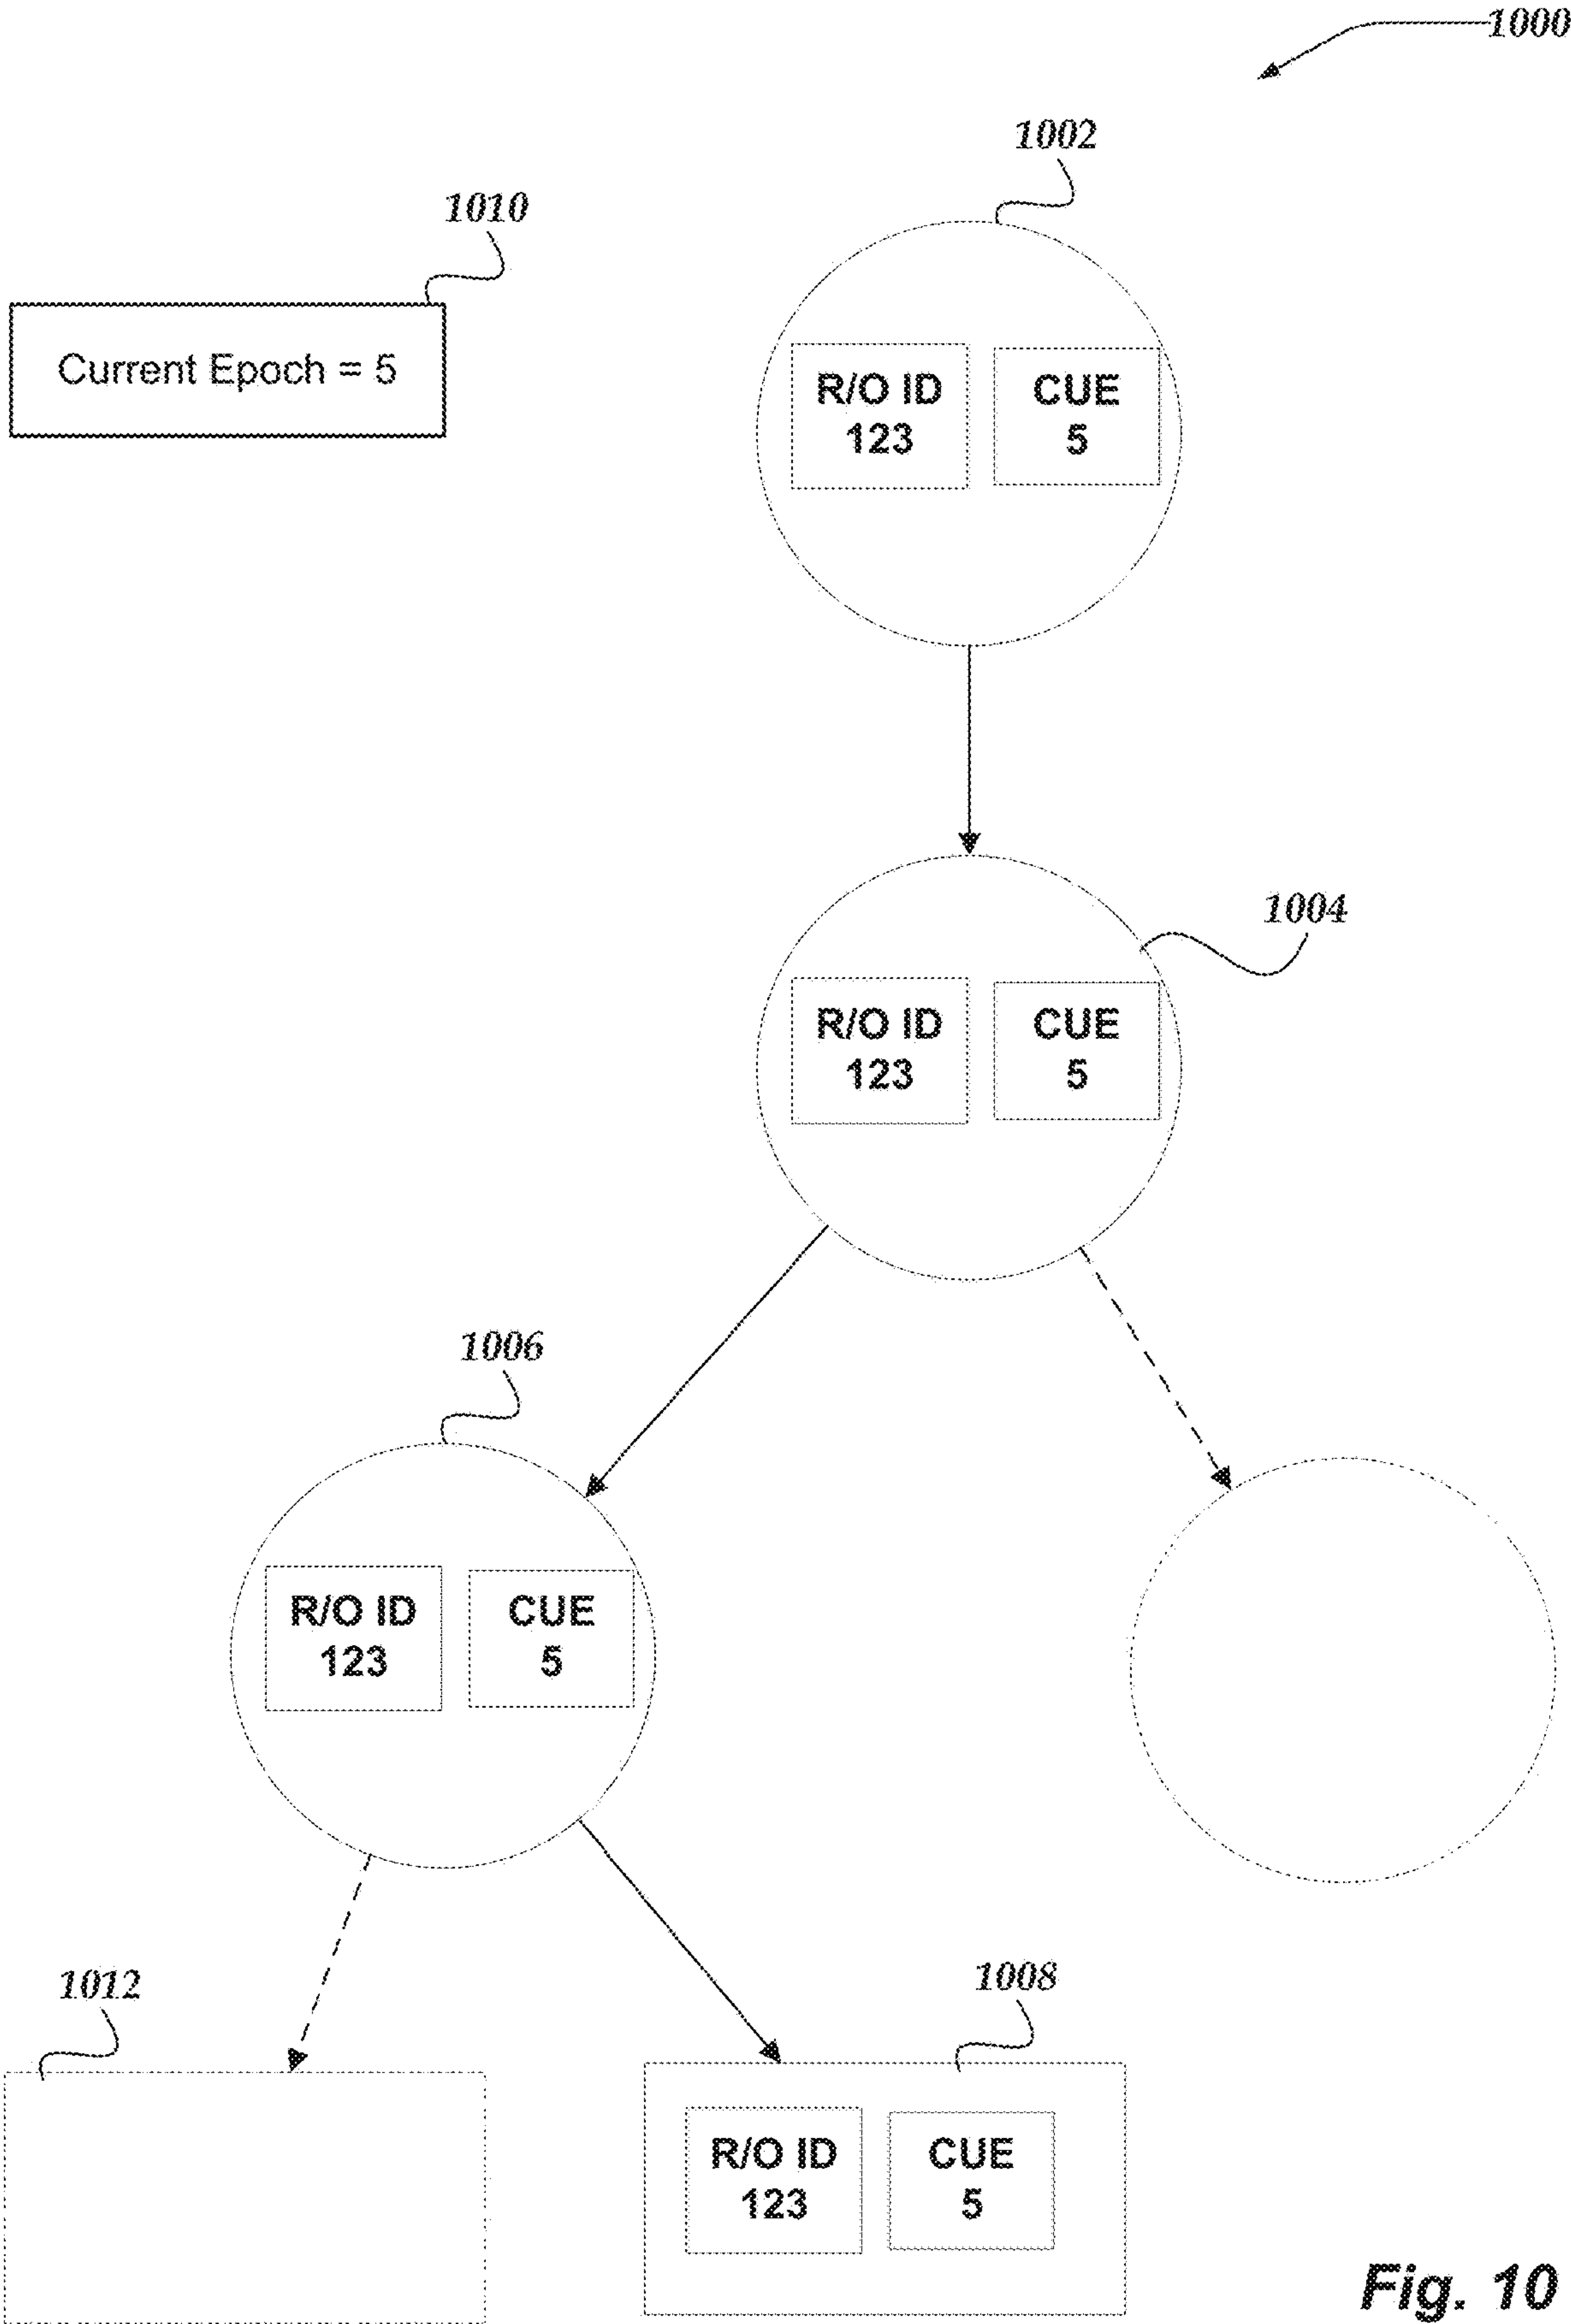 1000
1002
1010
Current Epoch = 5
R/O ID
123
CUE
5
1004
R/O ID
123
CUE
5
1006
R/O ID
123
CUE
5
1012
1008
R/O ID
123
CUE
5
Fig. 10